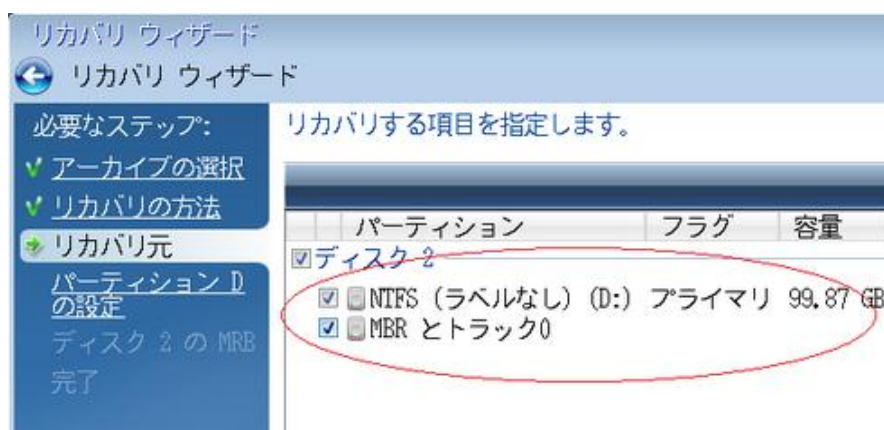 リカバリ ウィザード
リカバリ ウィザード
必要なステップ:
アーカイブの選択
リカバリの方法
リカバリ元
パーティション D
の設定
ディスク 2 の MRB
完了
リカバリする項目を指定します。
パーティション フラグ 容量
ディスク 2
NTFS (ラベルなし) (D:) プライマリ 99.87 GB
MBR とトラック0